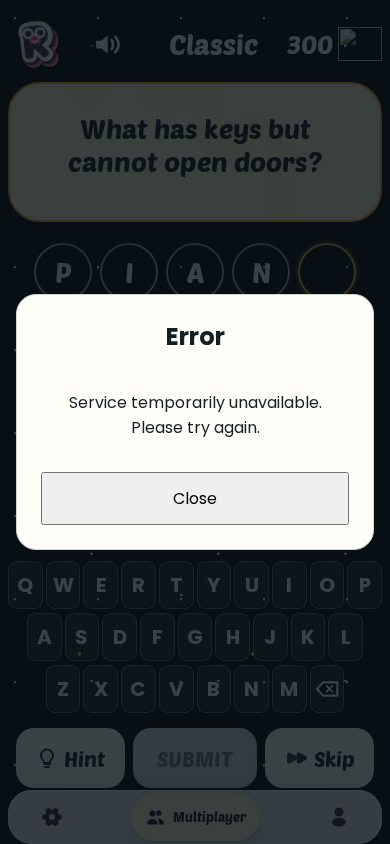 R
Classic
300
What has keys but
cannot open doors?
P I A N
Error
Service temporarily unavailable.
Please try again.
Close
Q W E R T Y U I O P
A S D F G H J K L
Z X C V B N M
Hint SUBMIT Skip
Multiplayer